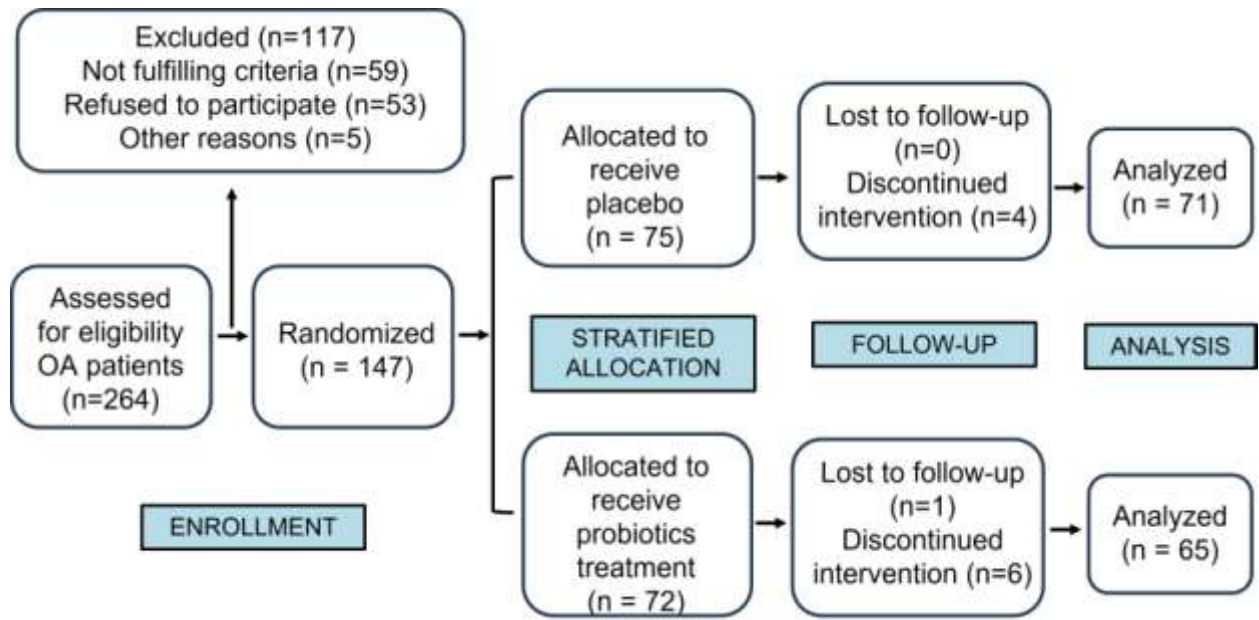 Excluded (n=117)
Not fulfilling criteria (n=59)
Refused to participate (n=53)
Other reasons (n=5)
Assessed
for eligibility
OA patients
(n=264)
Randomized
(n = 147)
ENROLLMENT
Allocated to
receive
placebo
(n = 75)
STRATIFIED
ALLOCATION
Allocated to
receive
probiotics
treatment
(n = 72)
Lost to follow-up
(n=0)
Discontinued
intervention (n=4)
FOLLOW-UP
Lost to follow-up
(n=1)
Discontinued
intervention (n=6)
Analyzed
(n = 71)
ANALYSIS
Analyzed
(n = 65)